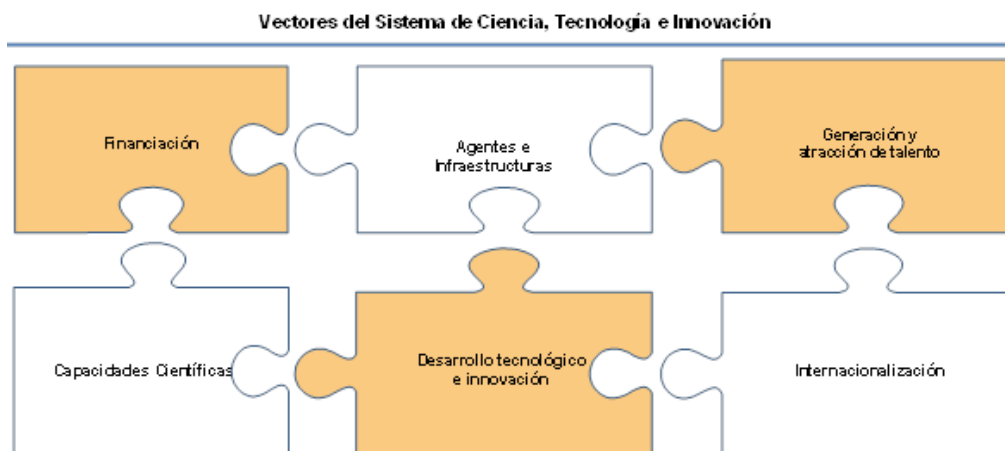 Vectores del Sistema de Ciencia, Tecnología e Innovación
Financiación
Agentes e
Infraestructuras
Generación y
atracción de talento
Capacidades Científicas
Desarrollo tecnológico
e innovación
Internacionalización